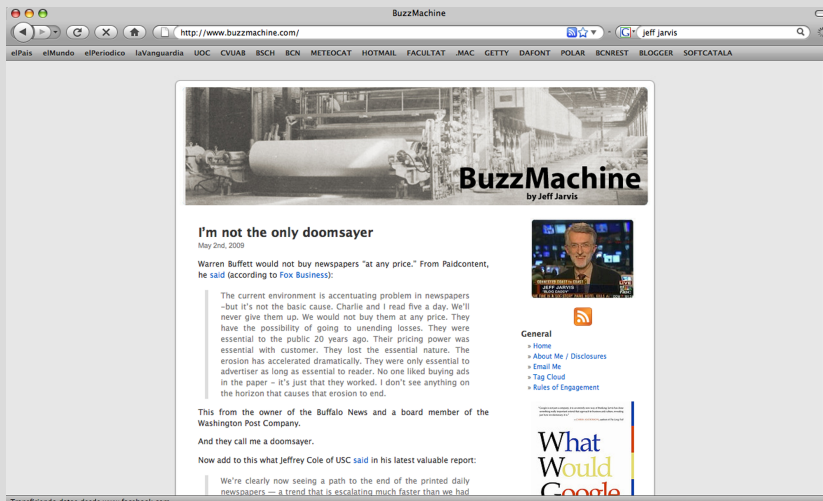 BuzzMachine
http://www.buzzmachine.com/
jeff jarvis
elPais elMundo elPeriodico laVanguardia UOC CVUAB BSCH BCN METEOCAT HOTMAIL FACULTAT .MAC GETTY DAFONT POLAR BCNREST BLOGGER SOFTCATALA
BuzzMachine
by Jeff Jarvis
I'm not the only doomsayer
May 2nd, 2009
Warren Buffett would not buy newspapers "at any price." From Paidcontent,
he said (according to Fox Business):
The current environment is accentuating problem in newspapers
–but it's not the basic cause. Charlie and I read five a day. We'll
never give them up. We would not buy them at any price. They
have the possibility of going to unending losses. They were
essential to the public 20 years ago. Their pricing power was
essential with customer. They lost the essential nature. The
erosion has accelerated dramatically. They were only essential to
advertiser as long as essential to reader. No one liked buying ads
in the paper – it's just that they worked. I don't see anything on
the horizon that causes that erosion to end.
This from the owner of the Buffalo News and a board member of the
Washington Post Company.
And they call me a doomsayer.
Now add to this what Jeffrey Cole of USC said in his latest valuable report:
We're clearly now seeing a path to the end of the printed daily
newspapers — a trend that is escalating much faster than we had
JEFF JARVIS
LIVE
General
» Home
» About Me / Disclosures
» Email Me
» Tag Cloud
» Rules of Engagement
What
Would
Google